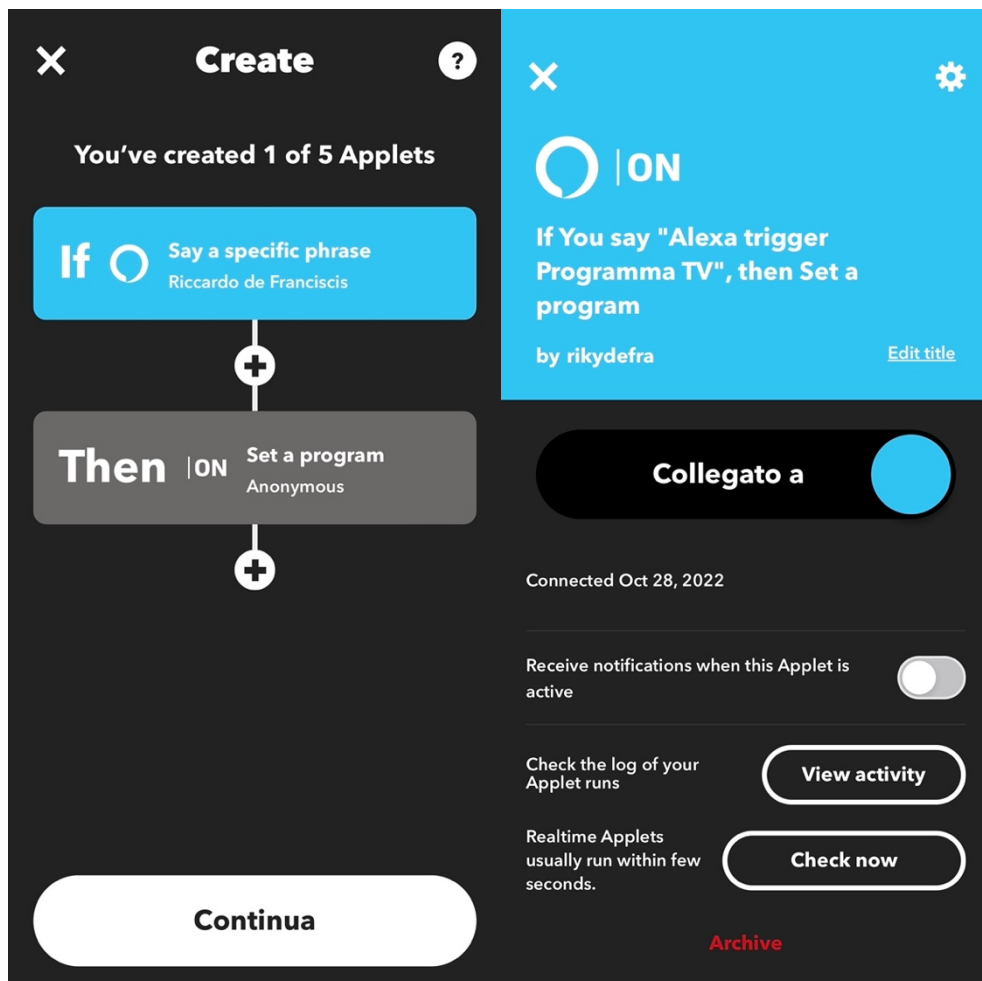 Create
?
You've created 1 of 5 Applets
If
Say a specific phrase
Riccardo de Franciscis
Then
|ON
Set a program
Anonymous
Continua
|ON
If You say "Alexa trigger
Programma TV", then Set a
program
by rikydefra
Edit title
Collegato a
Connected Oct 28, 2022
Receive notifications when this Applet is
active
Check the log of your
Applet runs
View activity
Realtime Applets
usually run within few
seconds.
Check now
Archive